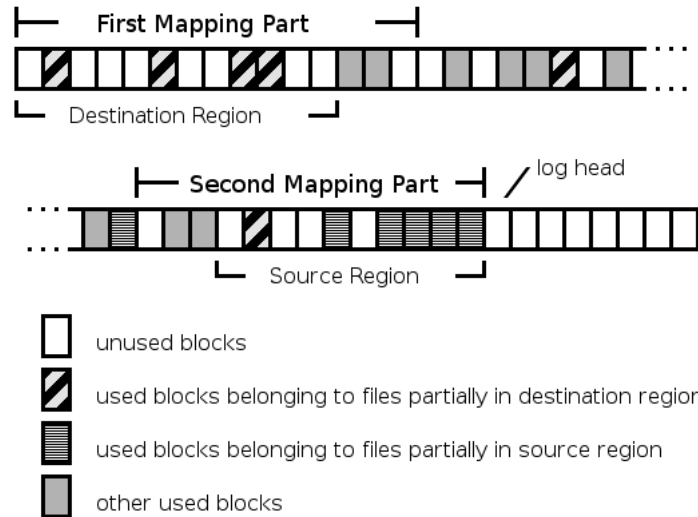 First Mapping Part
Destination Region
log head
Second Mapping Part
Source Region
unused blocks
used blocks belonging to files partially in destination region
used blocks belonging to files partially in source region
other used blocks